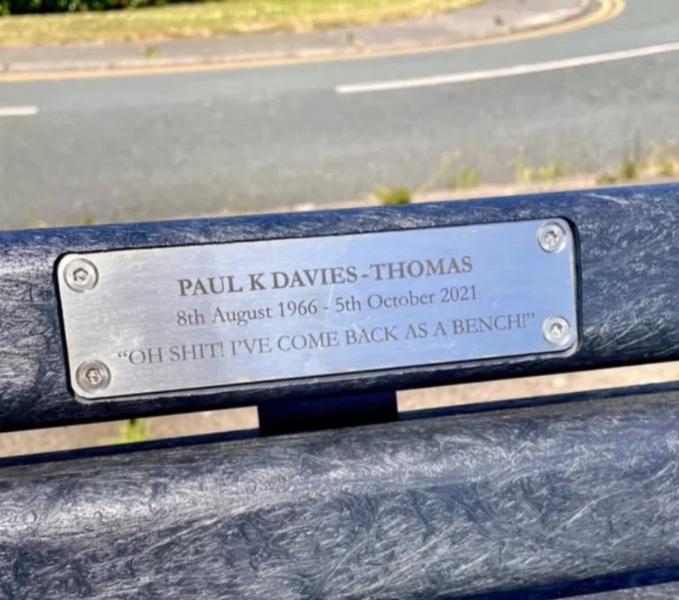 PAUL K DAVIES-THOMAS
8th August 1966 - 5th October 2021
“OH SHIT! I’VE COME BACK AS A BENCH!”